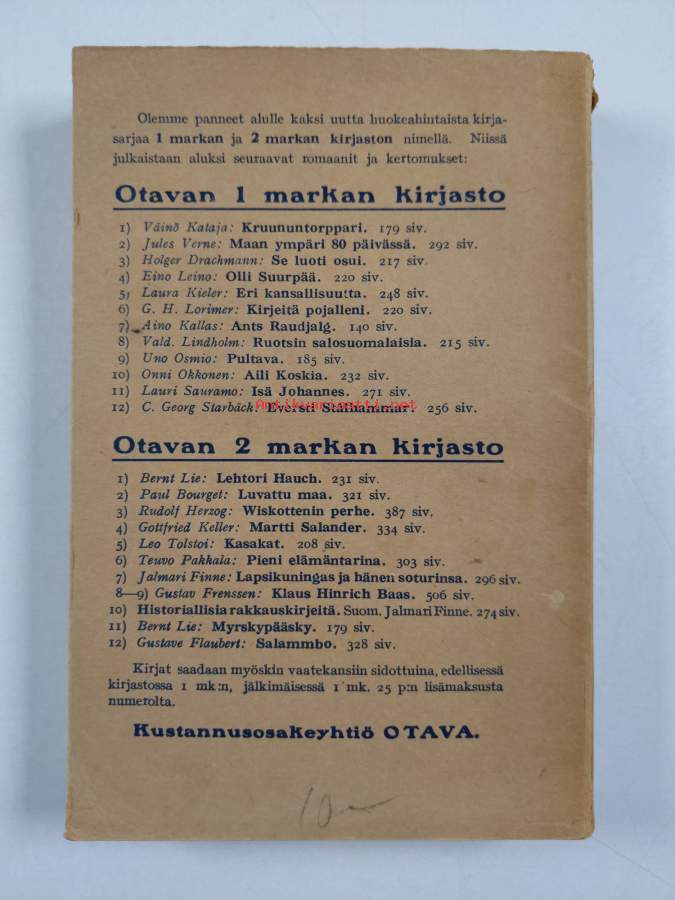 Olemme panneet alulle kaksi uutta huokeahintaista kirja-
sarjaa 1 markan ja 2 markan kirjaston nimellä. Niissä
julkaistaan aluksi seuraavat romaanit ja kertomukset:
Otavan 1 markan kirjasto
1) Väinö Kataja: Kruununtorppari. 179 siv.
2) Jules Verne: Maan ympäri 80 päivässä. 292 siv.
3) Holger Drachmann: Se luoti osui. 217 siv.
4) Eino Leino: Olli Suurpää. 220 siv.
5) Laura Kieler: Eri kansallisuutta. 248 siv.
6) G. H. Lorimer: Kirjeitä pojalleni. 220 siv.
7) Aino Kallas: Ants Raudjalg. 140 siv.
8) Vald. Lindholm: Ruotsin salosuomalaisia. 215 siv.
9) Uno Osmio: Pultava. 185 siv.
10) Onni Okkonen: Aili Koskia. 232 siv.
11) Lauri Sauramo: Isä Johannes. 271 siv.
12) C. Georg Starbäck: Eversti Stålhammar. 256 siv.
Antikvariaatti.net
Otavan 2 markan kirjasto
1) Bernt Lie: Lehtori Hauch. 231 siv.
2) Paul Bourget: Luvattu maa. 321 siv.
3) Rudolf Herzog: Wiskottenin perhe. 387 siv.
4) Gottfried Keller: Martti Salander. 334 siv.
5) Leo Tolstoi: Kasakat. 208 siv.
6) Teuvo Pakkala: Pieni elämäntarina. 303 siv.
7) Jalmari Finne: Lapsikuningas ja hänen soturinsa. 296 siv.
8—9) Gustav Frenssen: Klaus Hinrich Baas. 506 siv.
10) Historiallisia rakkauskirjeitä. Suom. Jalmari Finne. 274 siv.
11) Bernt Lie: Myrskypääsky. 179 siv.
12) Gustave Flaubert: Salammbo. 328 siv.
Kirjat saadaan myöskin vaatekansiin sidottuina, edellisessä
kirjastossa 1 mk:n, jälkimäisessä 1 mk. 25 p:n lisämaksusta
numerolta.
Kustannusosakeyhtiö OTAVA.